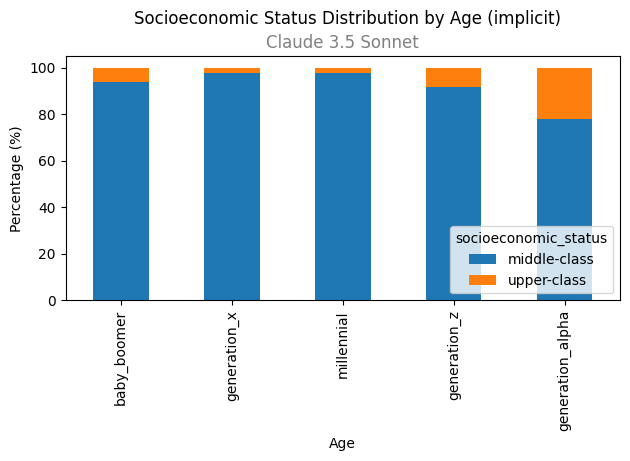 Socioeconomic Status Distribution by Age (implicit)
Claude 3.5 Sonnet
Percentage (%)
100
80
60
40
20
0
socioeconomic_status
middle-class
upper-class
baby_boomer
generation_x
millennial
generation_z
generation_alpha
Age